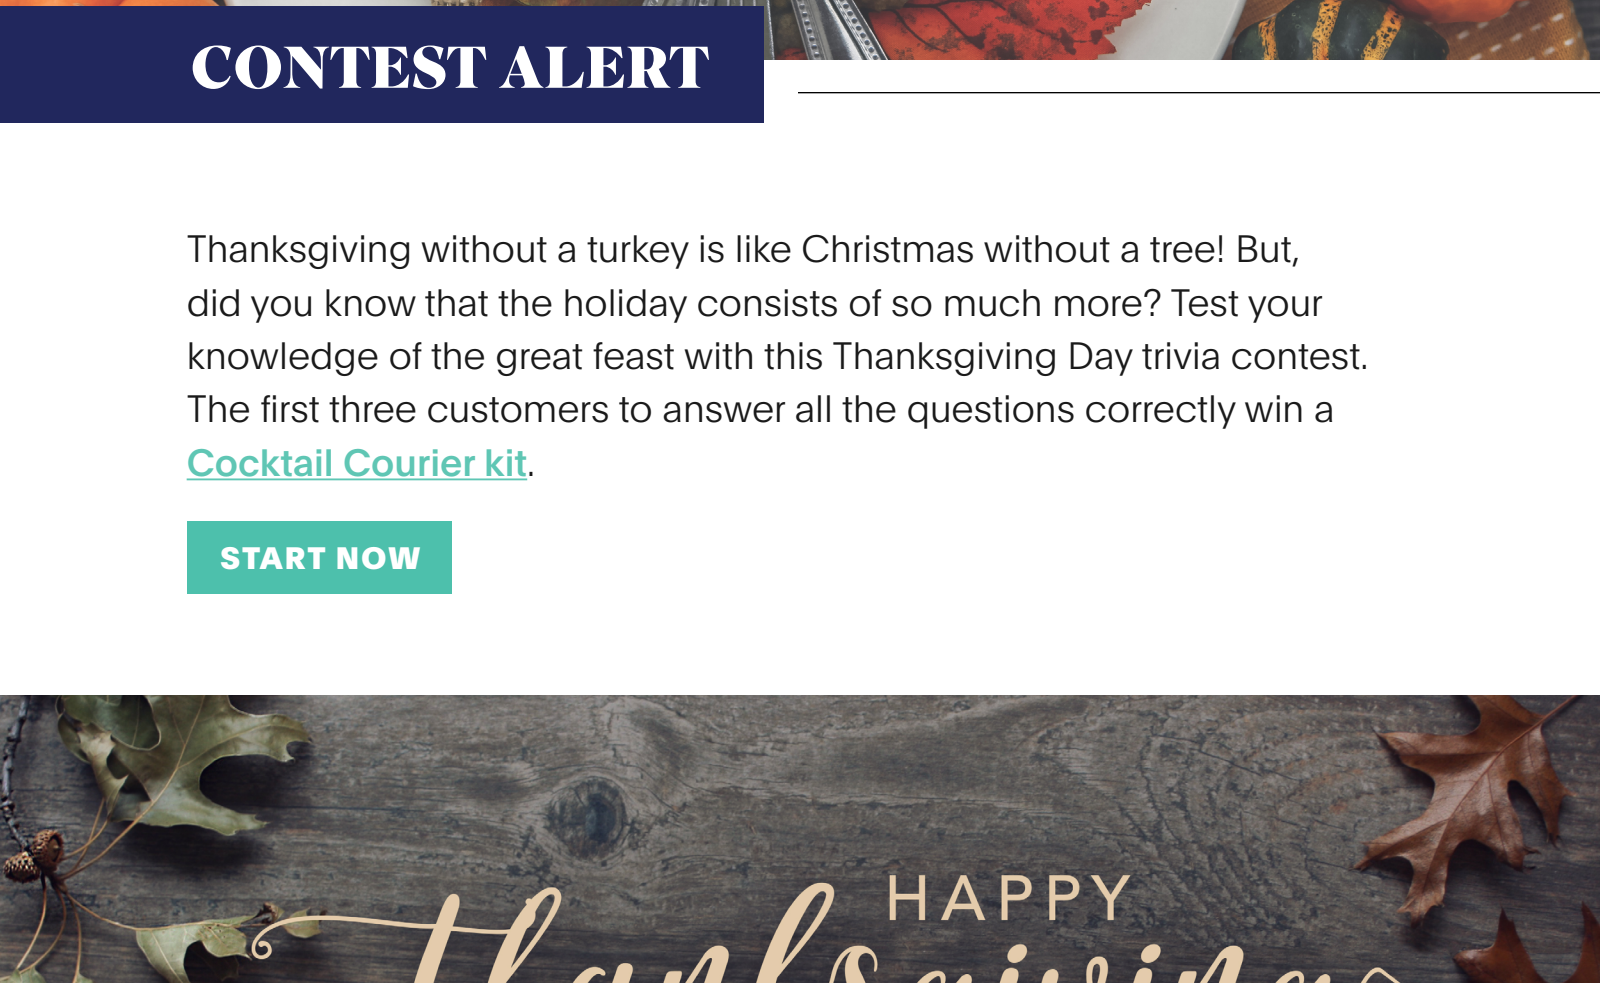 CONTEST ALERT
Thanksgiving without a turkey is like Christmas without a tree! But,
did you know that the holiday consists of so much more? Test your
knowledge of the great feast with this Thanksgiving Day trivia contest.
The first three customers to answer all the questions correctly win a
Cocktail Courier kit.
START NOW
HAPPY
Thanksgiving